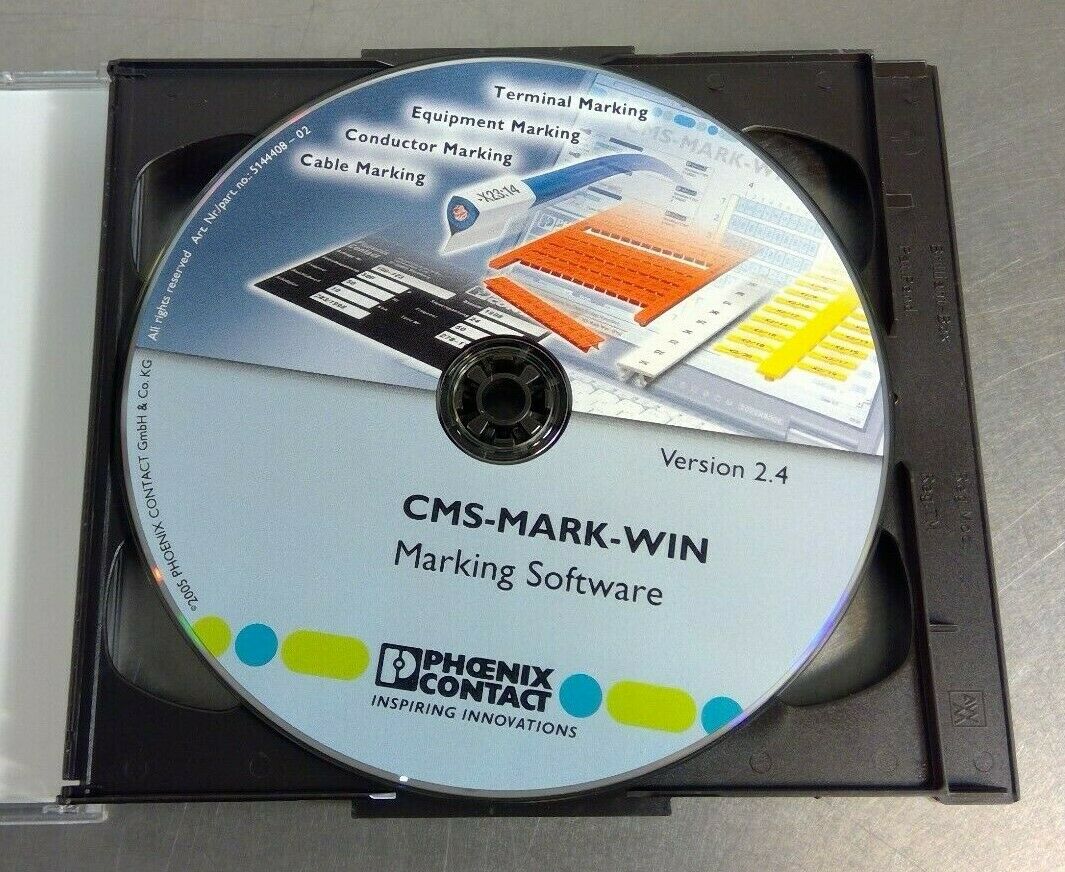 Terminal Marking
Equipment Marking
Conductor Marking
Cable Marking
CMS-MARK-W
-X23:14
©2005 PHOENIX CONTACT GmbH & Co. KG All rights reserved Art. Nr/part. no.: 5144408 – 02
Version 2.4
CMS-MARK-WIN
Marking Software
PHŒNIX
CONTACT
INSPIRING INNOVATIONS